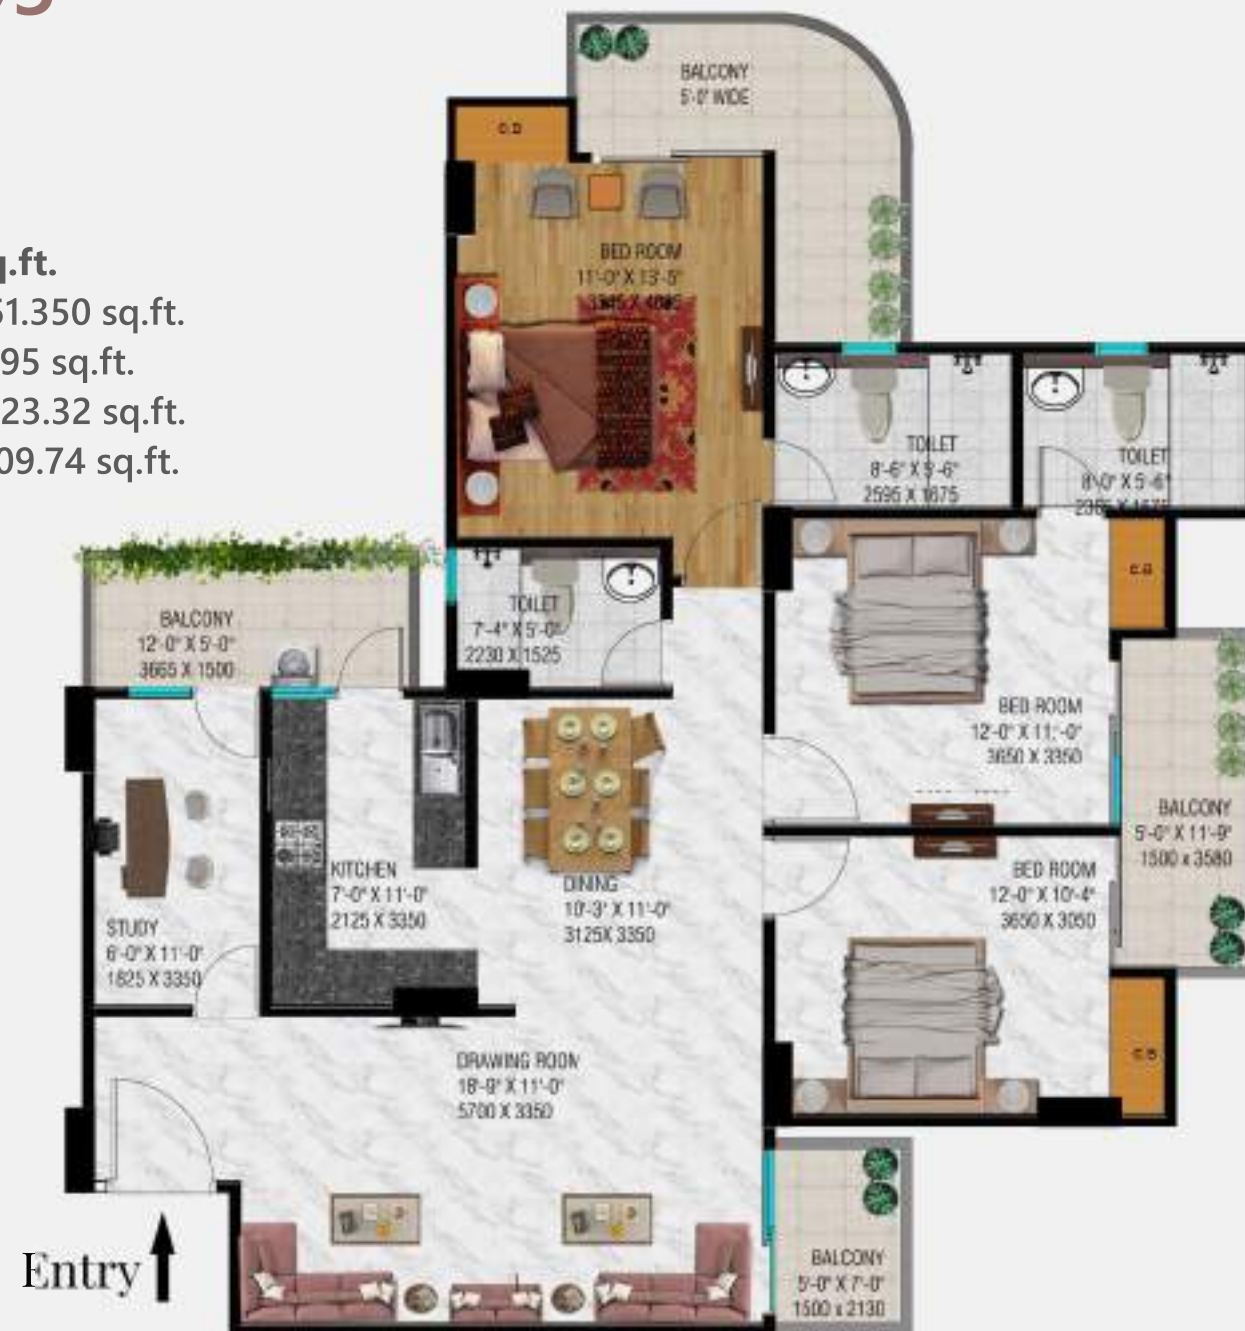 q.ft.
51.350 sq.ft.
95 sq.ft.
23.32 sq.ft.
09.74 sq.ft.
BALCONY
5'-0" WIDE
C.B
BED ROOM
11'-0" X 13'-5"
TOILET
8'-6" X 5'-6"
2595 X 1675
TOILET
8'-0" X 5'-6"
C.B
TOILET
7'-4" X 5'-0"
2230 X 1525
BALCONY
12'-0" X 5'-0"
3665 X 1500
BED ROOM
12'-0" X 11'-0"
3650 X 3350
BALCONY
5'-0" X 11'-9"
1500 x 3580
KITCHEN
7'-0" X 11'-0"
2125 X 3350
DINING
10'-3" X 11'-0"
3125X 3350
BED ROOM
12'-0" X 10'-4"
3650 X 3050
STUDY
6'-0" X 11'-0"
1825 X 3350
DRAWING ROOM
18'-9" X 11'-0"
5700 X 3350
C.B
Entry
BALCONY
5'-0" X 7'-0"
1500 x 2130